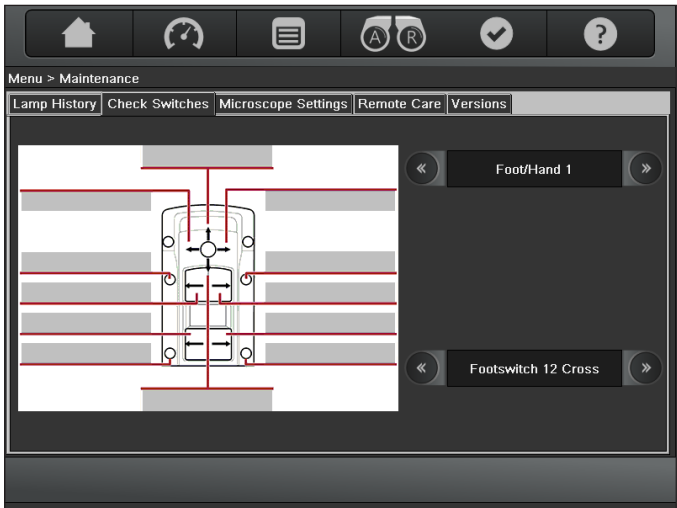 A R ?
Menu > Maintenance
Lamp History Check Switches Microscope Settings Remote Care Versions
« Foot/Hand 1 »
« Footswitch 12 Cross »